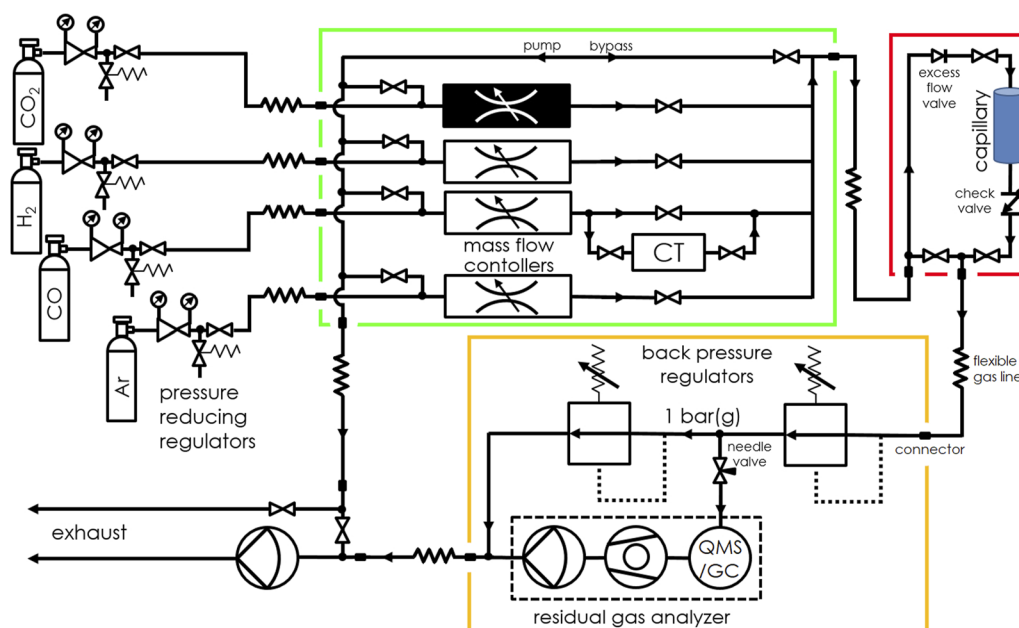 pump bypass
excess
flow
valve
CO2
capillary
H2
check
valve
CO
mass flow
contollers
CT
Ar
pressure
reducing
regulators
back pressure
regulators
1 bar(g)
flexible
gas line
needle
valve
connector
exhaust
QMS
/GC
residual gas analyzer